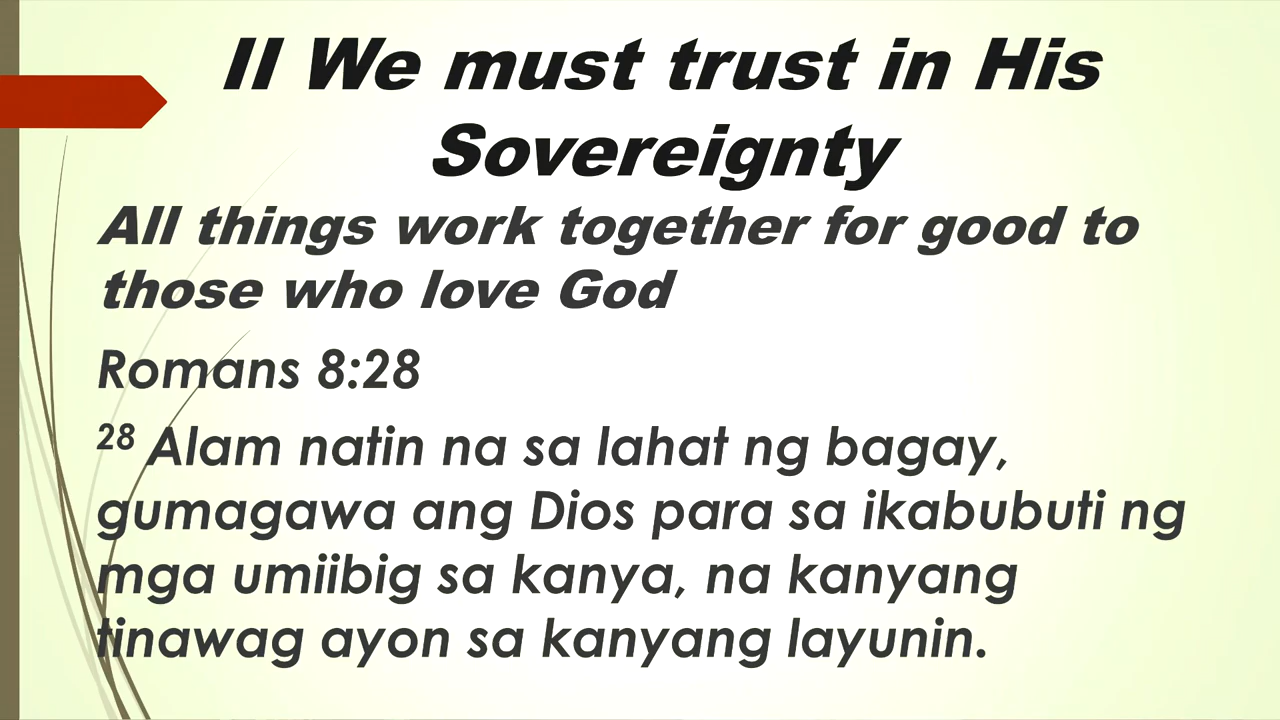 II We must trust in His
Sovereignty
All things work together for good to
those who love God
Romans 8:28
28 Alam natin na sa lahat ng bagay,
gumagawa ang Dios para sa ikabubuti ng
mga umiibig sa kanya, na kanyang
tinawag ayon sa kanyang layunin.